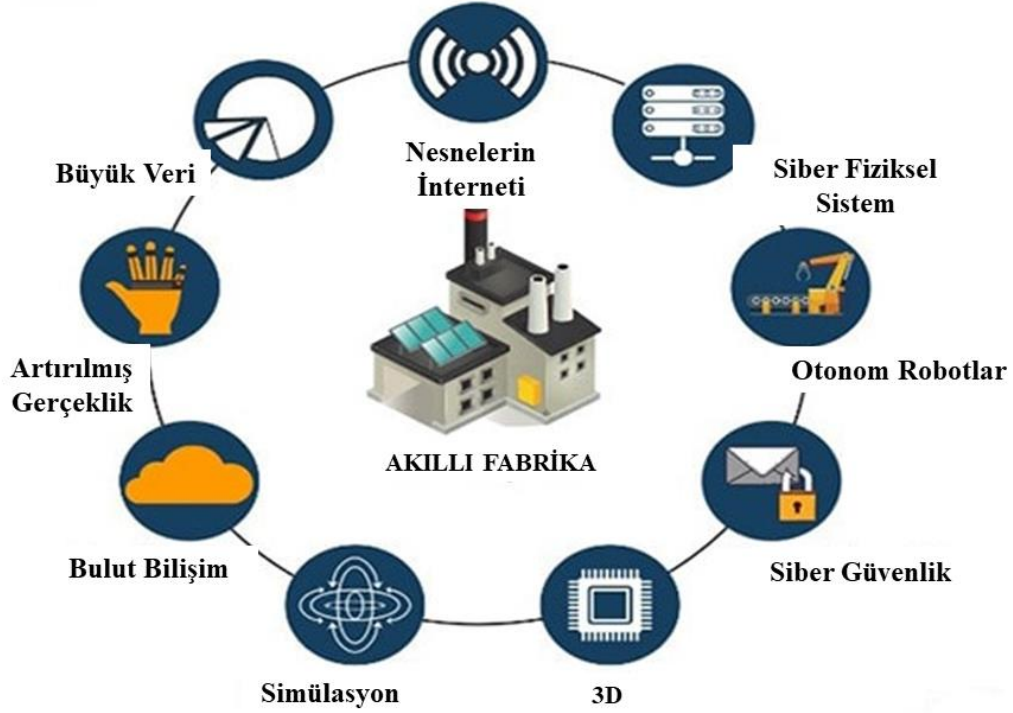 Nesnelerin
İnterneti
Siber Fiziksel
Sistem
Otonom Robotlar
Siber Güvenlik
3D
Simülasyon
Bulut Bilişim
Artırılmış
Gerçeklik
Büyük Veri
AKILLI FABRİKA